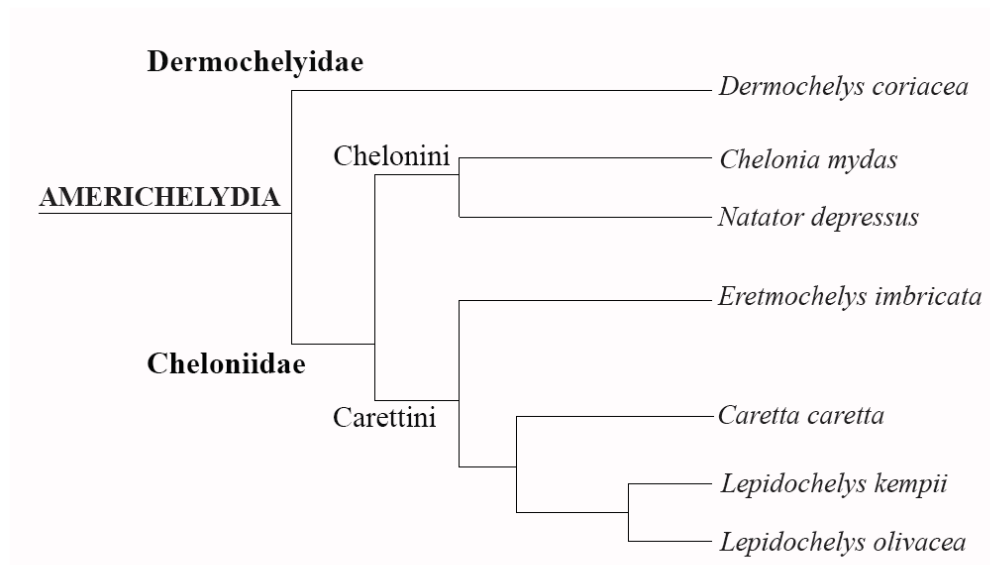 Dermochelyidae
Dermochelys coriacea
Chelonini
Chelonia mydas
AMERICHELYDIA
Natator depressus
Eretmochelys imbricata
Cheloniidae
Carettini
Caretta caretta
Lepidochelys kempii
Lepidochelys olivacea